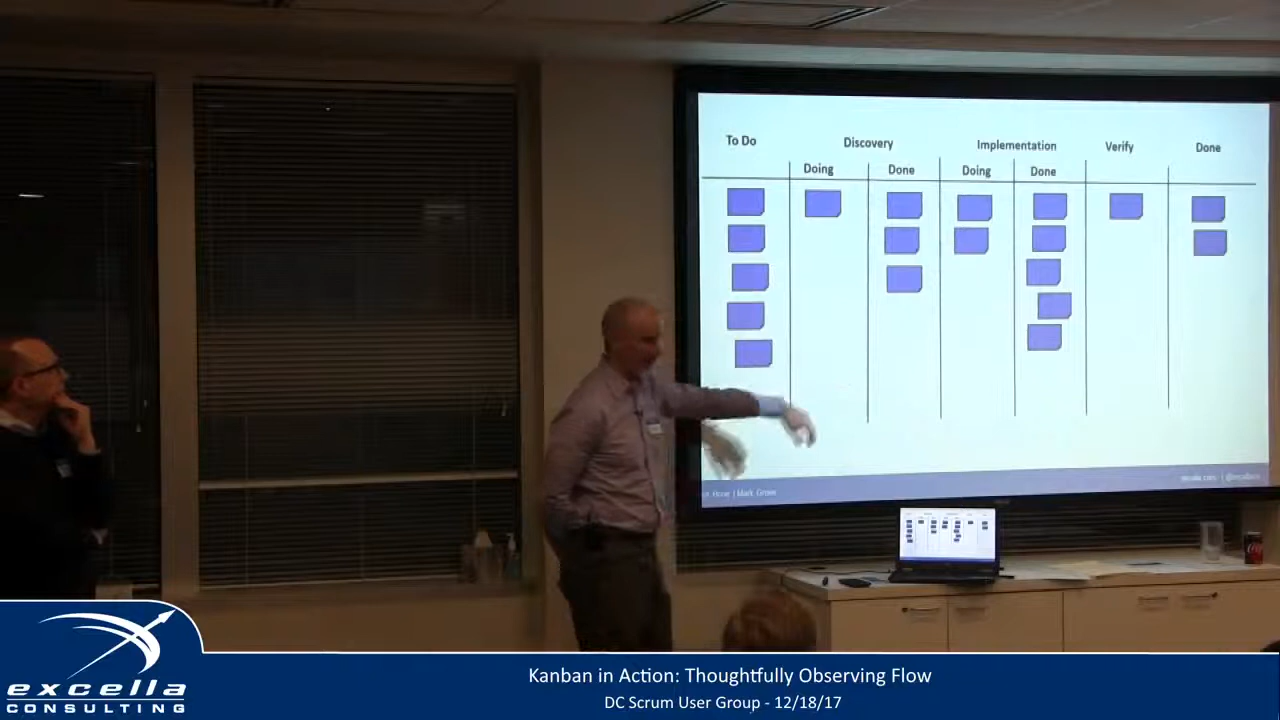 To Do Discovery Implementation Verify Done
Doing Done Doing Done
Mark Grove
excella
CONSULTING
Kanban in Action: Thoughtfully Observing Flow
DC Scrum User Group - 12/18/17